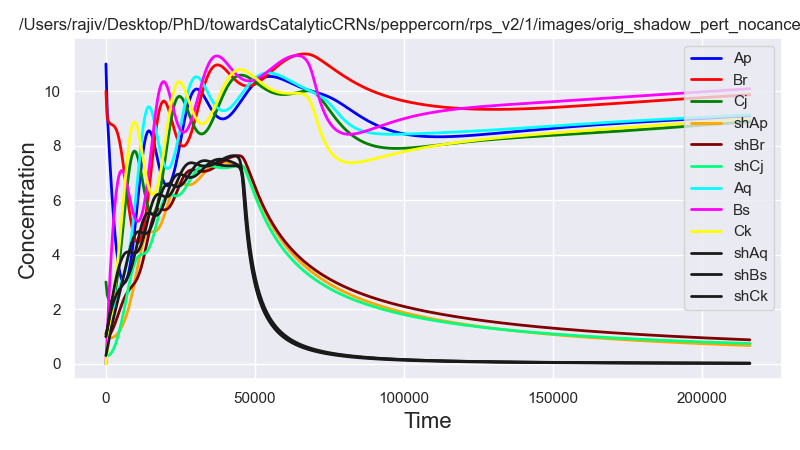 /Users/rajiv/Desktop/PhD/towardsCatalyticCRNs/peppercorn/rps_v2/1/images/orig_shadow_pert_nocance
Concentration
10
8
6
4
2
0
0 50000 100000 150000 200000
Time
Ap
Br
Cj
shAp
shBr
shCj
Aq
Bs
Ck
shAq
shBs
shCk